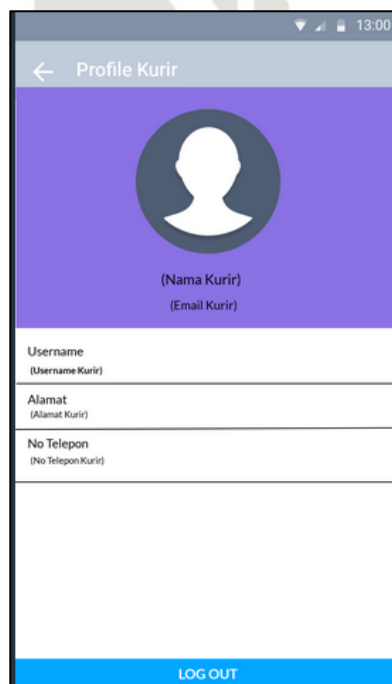 13:00
Profile Kurir
(Nama Kurir)
(Email Kurir)
Username
(Username Kurir)
Alamat
(Alamat Kurir)
No Telepon
(No Telepon Kurir)
LOG OUT